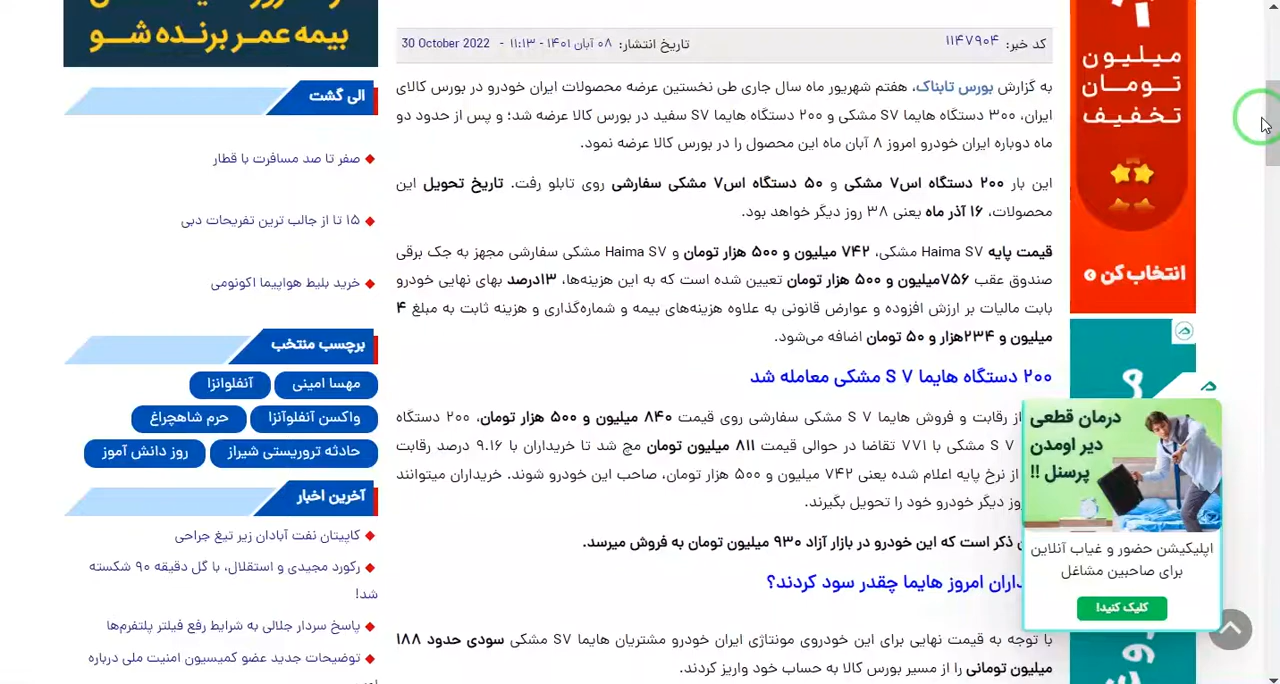 بیمه عمـر برنـده شــو
کد خبر: ۱۱۴۷۹۰۴
تاریخ انتشار: ۰۸ آبان ۱۴۰۱ - ۱۱:۱۳ - 30 October 2022
به گزارش بورس تابناک، هفتم شهریور ماه سال جاری طی نخستین عرضه محصولات ایران خودرو در بورس کالای
ایران، ۳۰۰ دستگاه هایما S۷ مشکی و ۲۰۰ دستگاه هایما S۷ سفید در بورس کالا عرضه شد؛ و پس از حدود دو
ماه دوباره ایران خودرو امروز ۸ آبان ماه این محصول را در بورس کالا عرضه نمود.
این بار ۲۰۰ دستگاه اس۷ مشکی و ۵۰ دستگاه اس۷ مشکی سفارشی روی تابلو رفت. تاریخ تحویل این
محصولات، ۱۶ آذر ماه یعنی ۳۸ روز دیگر خواهد بود.
قیمت پایه Haima S۷ مشکی، ۷۴۲ میلیون و ۵۰۰ هزار تومان و Haima S۷ مشکی سفارشی مجهز به جک برقی
صندوق عقب ۷۵۶میلیون و ۵۰۰ هزار تومان تعیین شده است که به این هزینه‌ها، ۱۳درصد بهای نهایی خودرو
بابت مالیات بر ارزش افزوده و عوارض قانونی به علاوه هزینه‌های بیمه و شماره‌گذاری و هزینه ثابت به مبلغ ۴
میلیون و ۲۳۴هزار و ۵۰ تومان اضافه می‌شود.
۲۰۰ دستگاه هایما S ۷ مشکی معامله شد
از رقابت و فروش هایما S ۷ مشکی سفارشی روی قیمت ۸۴۰ میلیون و ۵۰۰ هزار تومان، ۲۰۰ دستگاه
S ۷ مشکی با ۷۷۱ تقاضا در حوالی قیمت ۸۱۱ میلیون تومان مچ شد تا خریداران با ۹.۱۶ درصد رقابت
از نرخ پایه اعلام شده یعنی ۷۴۲ میلیون و ۵۰۰ هزار تومان، صاحب این خودرو شوند. خریداران میتوانند
روز دیگر خودرو خود را تحویل بگیرند.
ذکر است که این خودرو در بازار آزاد ۹۳۰ میلیون تومان به فروش میرسد.
امروز هایما چقدر سود کردند؟
با توجه به قیمت نهایی برای این خودروی مونتاژی ایران خودرو مشتریان هایما S۷ مشکی سودی حدود ۱۸۸
میلیون تومانی را از مسیر بورس کالا به حساب خود واریز کردند.
الی گشت
صفر تا صد مسافرت با قطار
۱۵ تا از جالب ترین تفریحات دبی
خرید بلیط هواپیما اکونومی
برچسب منتخب
مهسا امینی
آنفلوانزا
واکسن آنفلوآنزا
حرم شاهچراغ
حادثه تروریستی شیراز
روز دانش آموز
آخرین اخبار
کاپیتان نفت آبادان زیر تیغ جراحی
رکورد مجیدی و استقلال، با گل دقیقه ۹۰ شکسته
شد!
پاسخ سردار جلالی به شرایط رفع فیلتر پلتفرم‌ها
توضیحات جدید عضو کمیسیون امنیت ملی درباره
میلیـون
تـومـان
تـخفـیف
انتخاب کن
درمان قطعی
دیر اومدن
پرسنل !!
اپلیکیشن حضور و غیاب آنلاین
برای صاحبین مشاغل
کلیک کنید!